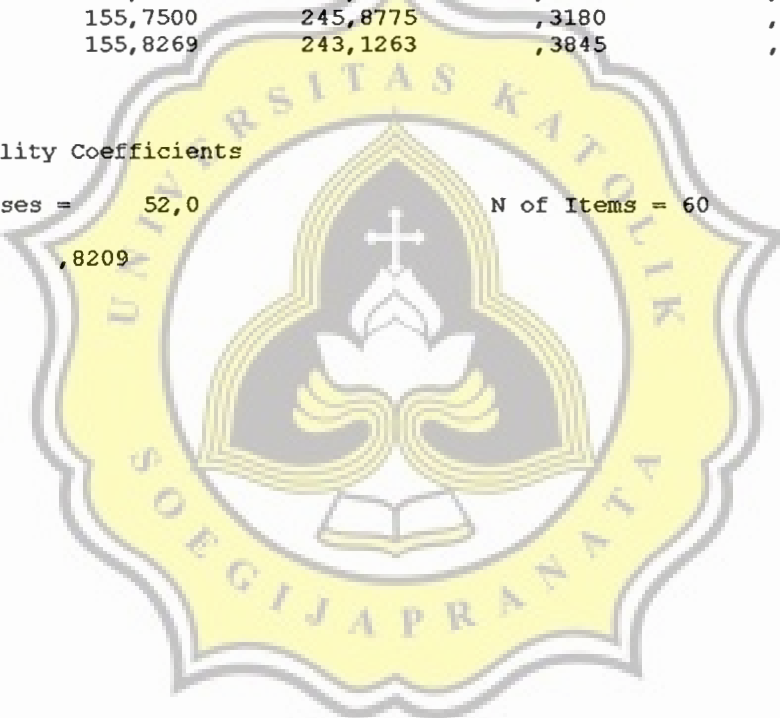 155,7500 245,8775 ,3180 ,
155,8269 243,1263 ,3845 ,
lity Coefficients
ses = 52,0 N of Items = 60
,8209
UNIVERSITAS KATOLIK
SOEGIJAPRANATA